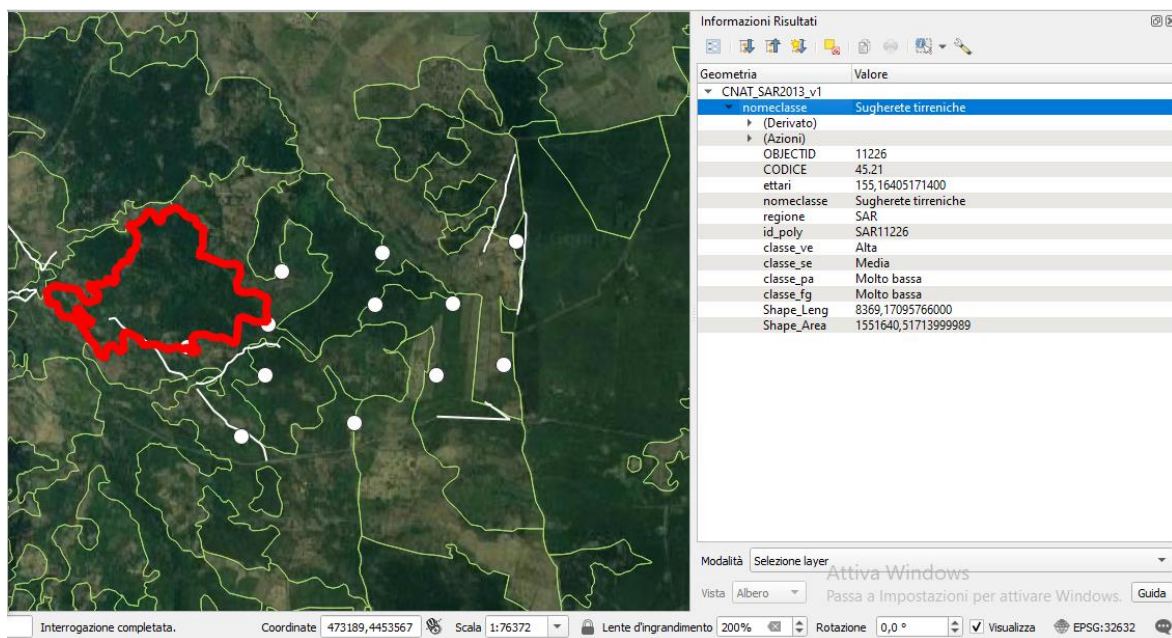 Informazioni Risultati
Geometria Valore
CNAT_SAR2013_v1
nomeclasse Sugherete tirreniche
(Derivato)
(Azioni)
OBJECTID 11226
CODICE 45.21
ettari 155,16405171400
nomeclasse Sugherete tirreniche
regione SAR
id_poly SAR11226
classe_ve Alta
classe_se Media
classe_pa Molto bassa
classe_fg Molto bassa
Shape_Leng 8369,17095766000
Shape_Area 1551640,51713999989
Modalità Selezione layer
Attiva Windows
Vista Albero Passa a Impostazioni per attivare Windows. Guida
Interrogazione completata. Coordinate 473189,4453567 Scala 1:76372 Lente d'ingrandimento 200% Rotazione 0,0 ° Visualizza EPSG:32632